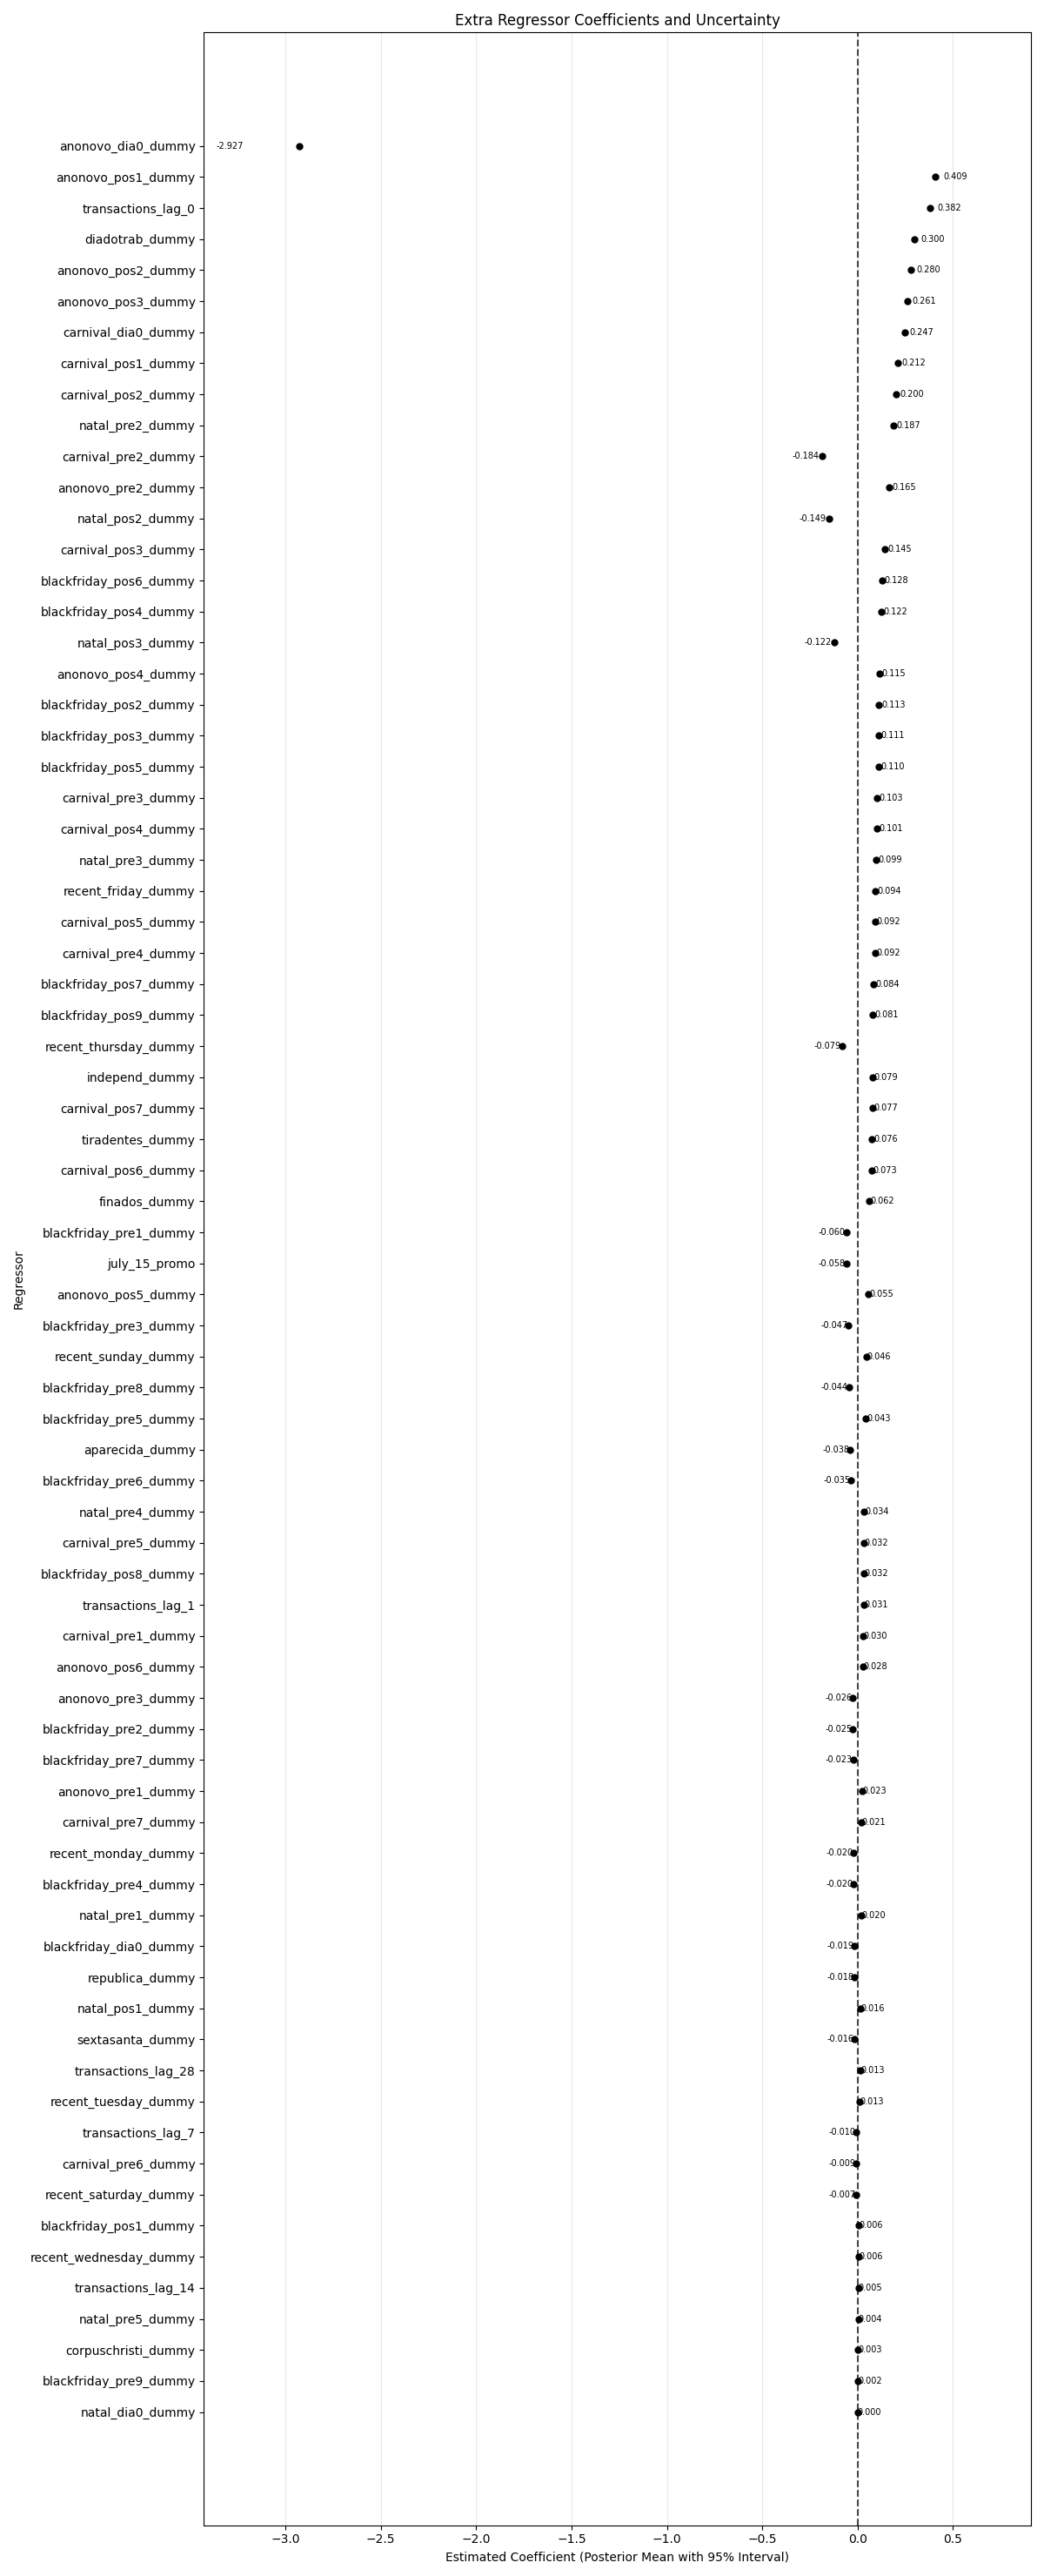 Extra Regressor Coefficients and Uncertainty
anonovo_dia0_dummy -2.927
anonovo_pos1_dummy 0.409
transactions_lag_0 0.382
diadotrab_dummy 0.300
anonovo_pos2_dummy 0.280
anonovo_pos3_dummy 0.261
carnival_dia0_dummy 0.247
carnival_pos1_dummy 0.212
carnival_pos2_dummy 0.200
natal_pre2_dummy 0.187
carnival_pre2_dummy -0.184
anonovo_pre2_dummy 0.165
natal_pos2_dummy -0.149
carnival_pos3_dummy 0.145
blackfriday_pos6_dummy 0.128
blackfriday_pos4_dummy 0.122
natal_pos3_dummy -0.122
anonovo_pos4_dummy 0.115
blackfriday_pos2_dummy 0.113
blackfriday_pos3_dummy 0.111
blackfriday_pos5_dummy 0.110
carnival_pre3_dummy 0.103
carnival_pos4_dummy 0.101
natal_pre3_dummy 0.099
recent_friday_dummy 0.094
carnival_pos5_dummy 0.092
carnival_pre4_dummy 0.092
blackfriday_pos7_dummy 0.084
blackfriday_pos9_dummy 0.081
recent_thursday_dummy -0.079
independ_dummy 0.079
carnival_pos7_dummy 0.077
tiradentes_dummy 0.076
carnival_pos6_dummy 0.073
finados_dummy 0.062
blackfriday_pre1_dummy -0.060
july_15_promo -0.058
anonovo_pos5_dummy 0.055
blackfriday_pre3_dummy -0.047
recent_sunday_dummy 0.046
blackfriday_pre8_dummy -0.044
blackfriday_pre5_dummy 0.043
aparecida_dummy -0.038
blackfriday_pre6_dummy -0.035
natal_pre4_dummy 0.034
carnival_pre5_dummy 0.032
blackfriday_pos8_dummy 0.032
transactions_lag_1 0.031
carnival_pre1_dummy 0.030
anonovo_pos6_dummy 0.028
anonovo_pre3_dummy -0.026
blackfriday_pre2_dummy -0.025
blackfriday_pre7_dummy -0.023
anonovo_pre1_dummy 0.023
carnival_pre7_dummy 0.021
recent_monday_dummy -0.020
blackfriday_pre4_dummy -0.020
natal_pre1_dummy 0.020
blackfriday_dia0_dummy -0.019
republica_dummy -0.018
natal_pos1_dummy 0.016
sextasanta_dummy -0.016
transactions_lag_28 0.013
recent_tuesday_dummy 0.013
transactions_lag_7 -0.010
carnival_pre6_dummy -0.009
recent_saturday_dummy -0.007
blackfriday_pos1_dummy 0.006
recent_wednesday_dummy 0.006
transactions_lag_14 0.005
natal_pre5_dummy 0.004
corpuschristi_dummy 0.003
blackfriday_pre9_dummy 0.002
natal_dia0_dummy 0.000
Regressor
−3.0 −2.5 −2.0 −1.5 −1.0 −0.5 0.0 0.5
Estimated Coefficient (Posterior Mean with 95% Interval)